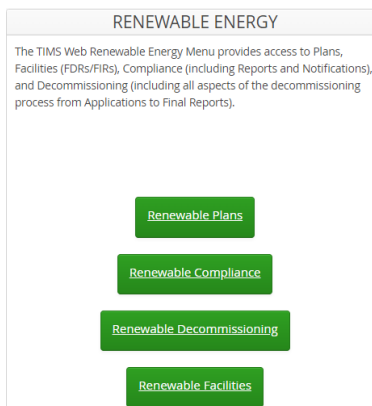 RENEWABLE ENERGY
The TIMS Web Renewable Energy Menu provides access to Plans,
Facilities (FDRs/FIRs), Compliance (including Reports and Notifications),
and Decommissioning (including all aspects of the decommissioning
process from Applications to Final Reports).
Renewable Plans
Renewable Compliance
Renewable Decommissioning
Renewable Facilities